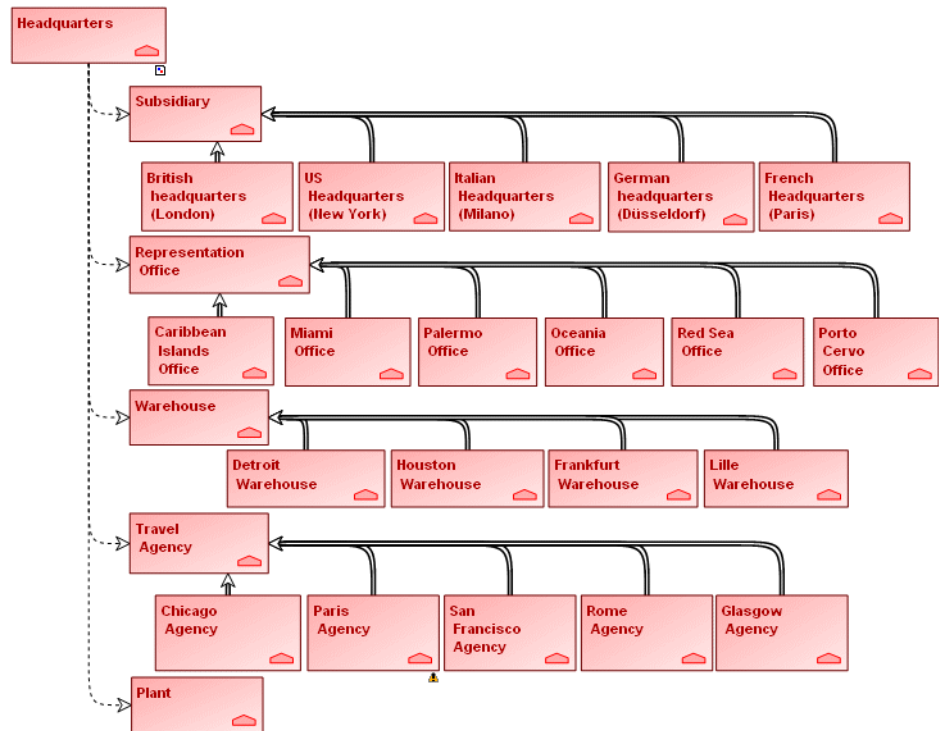 Headquarters
Subsidiary
British
headquarters
(London)
US
Headquarters
(New York)
Italian
Headquarters
(Milano)
German
headquarters
(Düsseldorf)
French
Headquarters
(Paris)
Representation
Office
Caribbean
Islands
Office
Miami
Office
Palermo
Office
Oceania
Office
Red Sea
Office
Porto
Cervo
Office
Warehouse
Detroit
Warehouse
Houston
Warehouse
Frankfurt
Warehouse
Lille
Warehouse
Travel
Agency
Chicago
Agency
Paris
Agency
San
Francisco
Agency
Rome
Agency
Glasgow
Agency
Plant